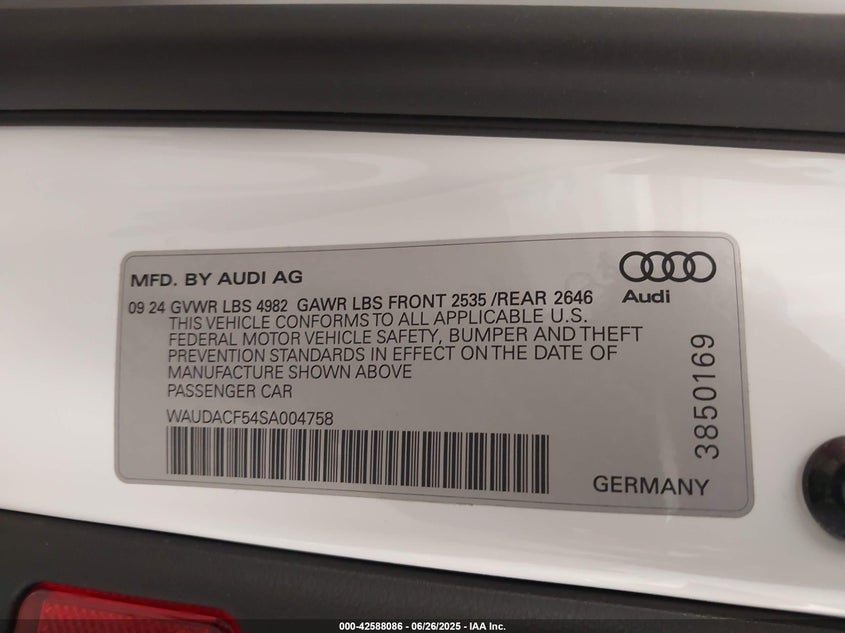 MFD. BY AUDI AG
Audi
09 24 GVWR LBS 4982 GAWR LBS FRONT 2535 /REAR 2646
THIS VEHICLE CONFORMS TO ALL APPLICABLE U.S.
FEDERAL MOTOR VEHICLE SAFETY, BUMPER AND THEFT
PREVENTION STANDARDS IN EFFECT ON THE DATE OF
MANUFACTURE SHOWN ABOVE
PASSENGER CAR
WAUDACF54SA004758
3850169
GERMANY
000-42588086 - 06/26/2025 - IAA Inc.